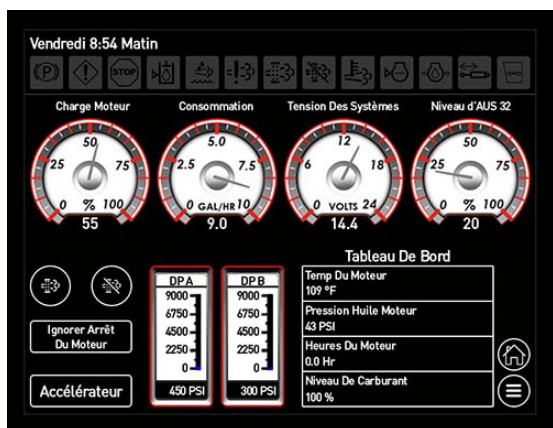 Vendredi 8:54 Matin
(P)
STOP
Charge Moteur
Consommation
Tension Des Systèmes
Niveau d'AUS 32
50
25
75
0 % 100
55
5.0
2.5
7.5
0 GAL/HR 10
9.0
12
6
18
0 VOLTS 24
14.4
50
25
75
0 % 100
20
Tableau De Bord
Temp Du Moteur
109 °F
Pression Huile Moteur
43 PSI
Heures Du Moteur
0.0 Hr
Niveau De Carburant
100 %
DP A
9000
6750
4500
2250
0
450 PSI
DP B
9000
6750
4500
2250
0
300 PSI
Ignorer Arrêt
Du Moteur
Accélérateur